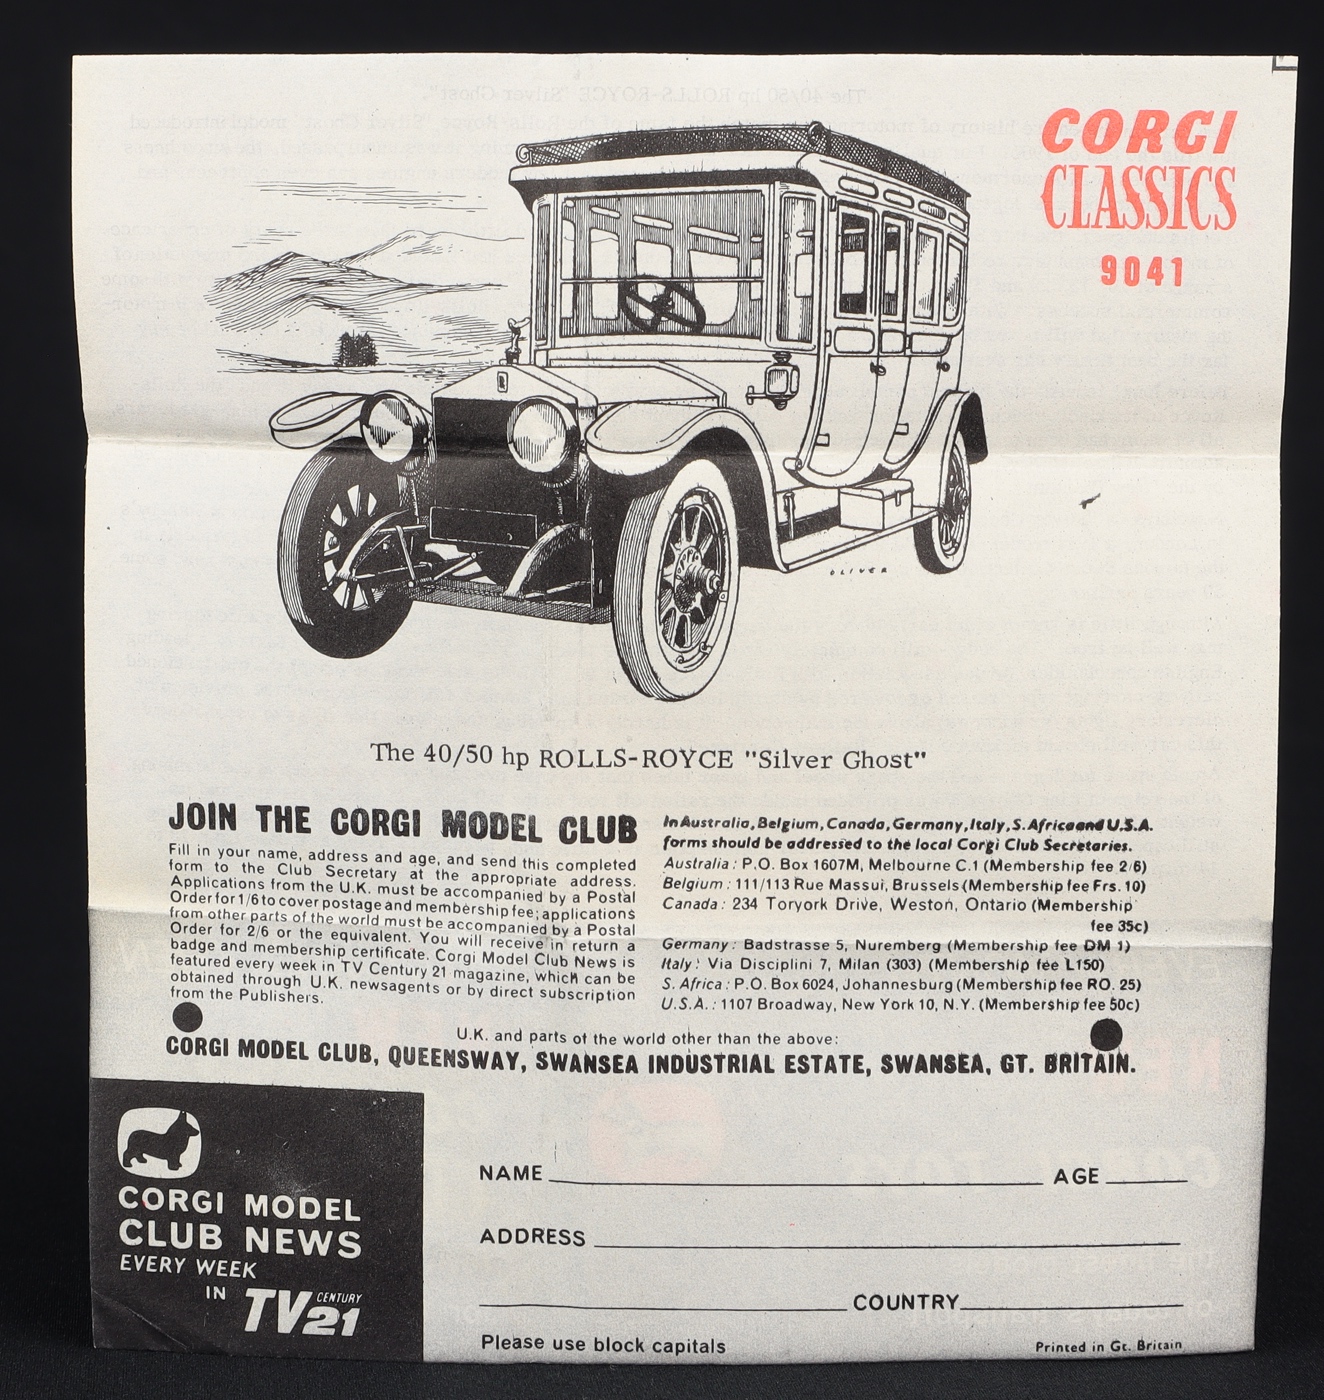 CORGI
CLASSICS
9041
OLIVER
The 40/50 hp ROLLS-ROYCE "Silver Ghost"
JOIN THE CORGI MODEL CLUB
Fill in your name, address and age, and send this completed
form to the Club Secretary at the appropriate address.
Applications from the U.K. must be accompanied by a Postal
Order for 1/6 to cover postage and membership fee; applications
from other parts of the world must be accompanied by a Postal
Order for 2/6 or the equivalent. You will receive in return a
badge and membership certificate. Corgi Model Club News is
featured every week in TV Century 21 magazine, which can be
obtained through U.K. newsagents or by direct subscription
from the Publishers.
In Australia, Belgium, Canada, Germany, Italy, S. Africa and U.S.A.
forms should be addressed to the local Corgi Club Secretaries.
Australia: P.O. Box 1607M, Melbourne C.1 (Membership fee 2/6)
Belgium: 111/113 Rue Massui, Brussels (Membership fee Frs. 10)
Canada: 234 Toryork Drive, Weston, Ontario (Membership
fee 35c)
Germany: Badstrasse 5, Nuremberg (Membership fee DM 1)
Italy: Via Disciplini 7, Milan (303) (Membership fee L150)
S. Africa: P.O. Box 6024, Johannesburg (Membership fee RO. 25)
U.S.A.: 1107 Broadway, New York 10, N.Y. (Membership fee 50c)
U.K. and parts of the world other than the above:
CORGI MODEL CLUB, QUEENSWAY, SWANSEA INDUSTRIAL ESTATE, SWANSEA, GT. BRITAIN.
CORGI MODEL
CLUB NEWS
EVERY WEEK
IN TV CENTURY 21
NAME AGE
ADDRESS
COUNTRY
Please use block capitals
Printed in Gt. Britain